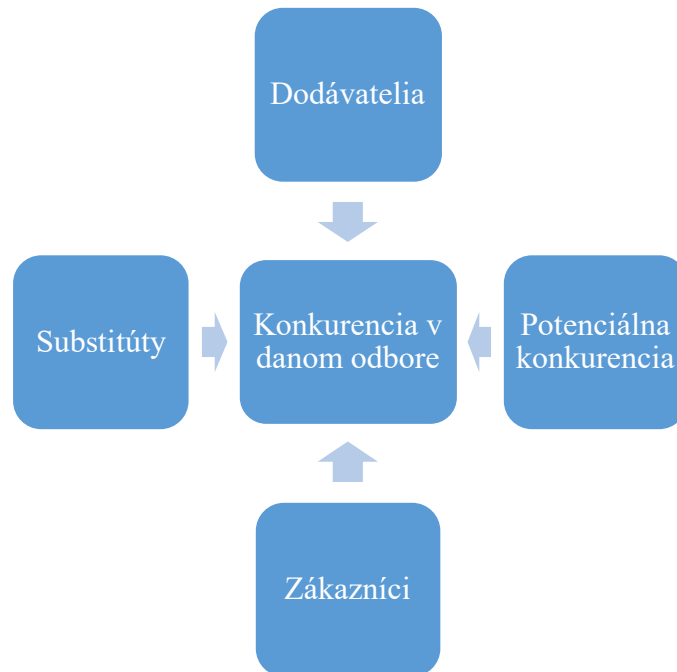 Dodávatelia
Substitúty
Konkurencia v
danom odbore
Potenciálna
konkurencia
Zákazníci